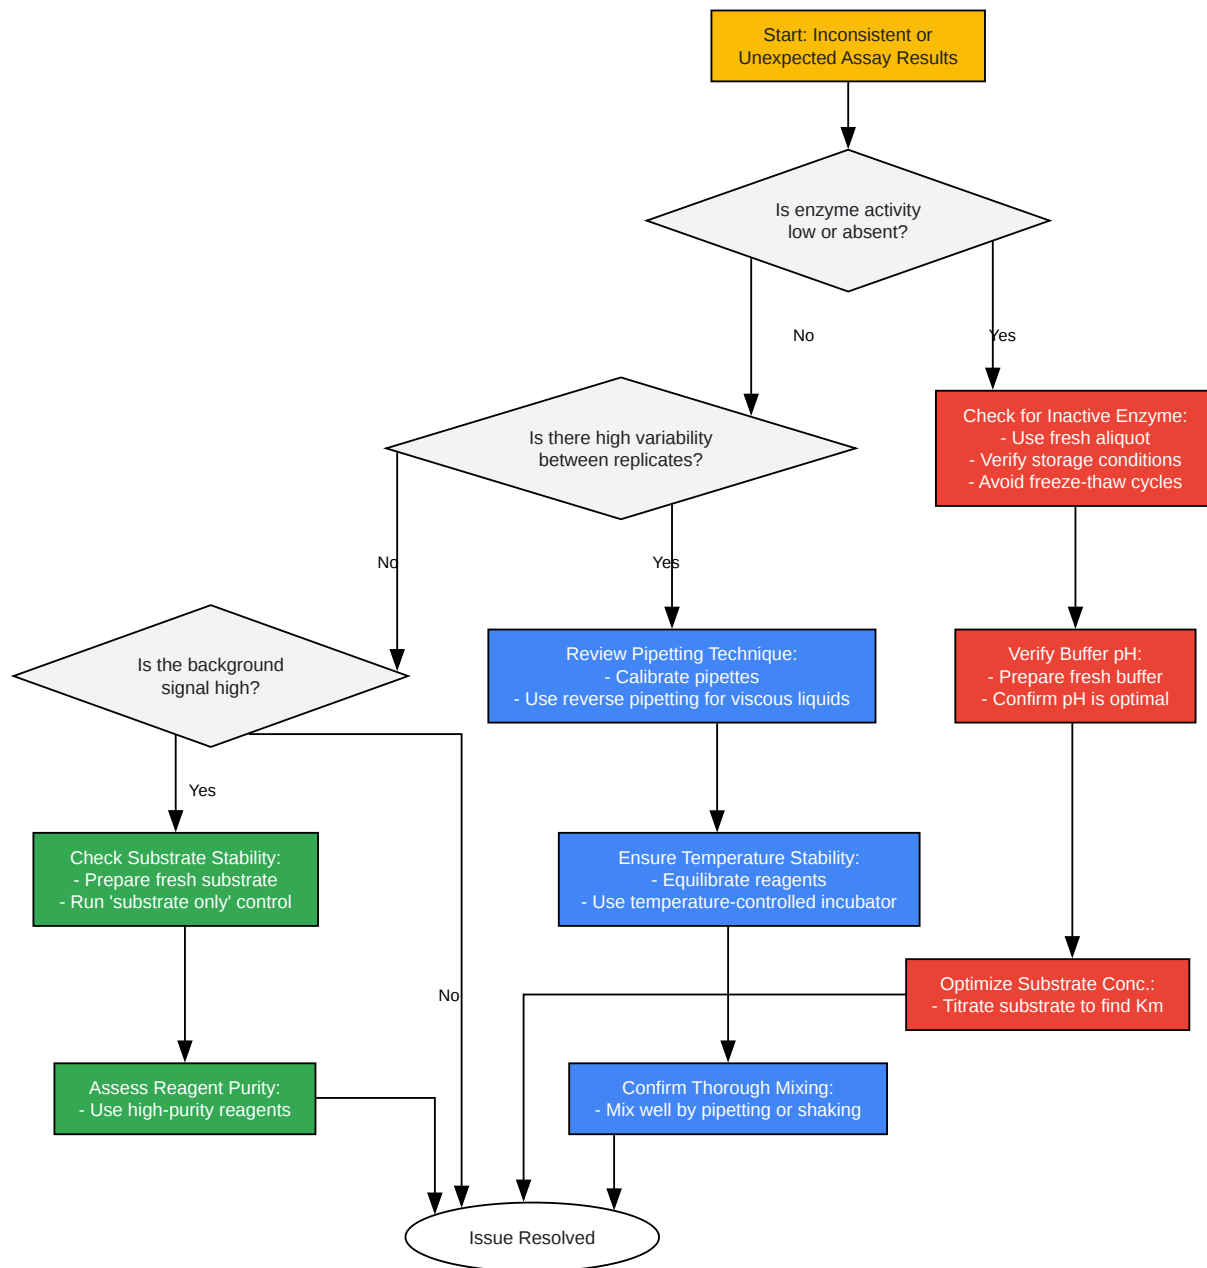 Start: Inconsistent or
Unexpected Assay Results
Is enzyme activity
low or absent?
No
Yes
Is there high variability
between replicates?
Check for Inactive Enzyme:
- Use fresh aliquot
- Verify storage conditions
- Avoid freeze-thaw cycles
No
Yes
Is the background
signal high?
Review Pipetting Technique:
- Calibrate pipettes
- Use reverse pipetting for viscous liquids
Verify Buffer pH:
- Prepare fresh buffer
- Confirm pH is optimal
Yes
Check Substrate Stability:
- Prepare fresh substrate
- Run 'substrate only' control
Ensure Temperature Stability:
- Equilibrate reagents
- Use temperature-controlled incubator
No
Optimize Substrate Conc.:
- Titrate substrate to find Km
Assess Reagent Purity:
- Use high-purity reagents
Confirm Thorough Mixing:
- Mix well by pipetting or shaking
Issue Resolved